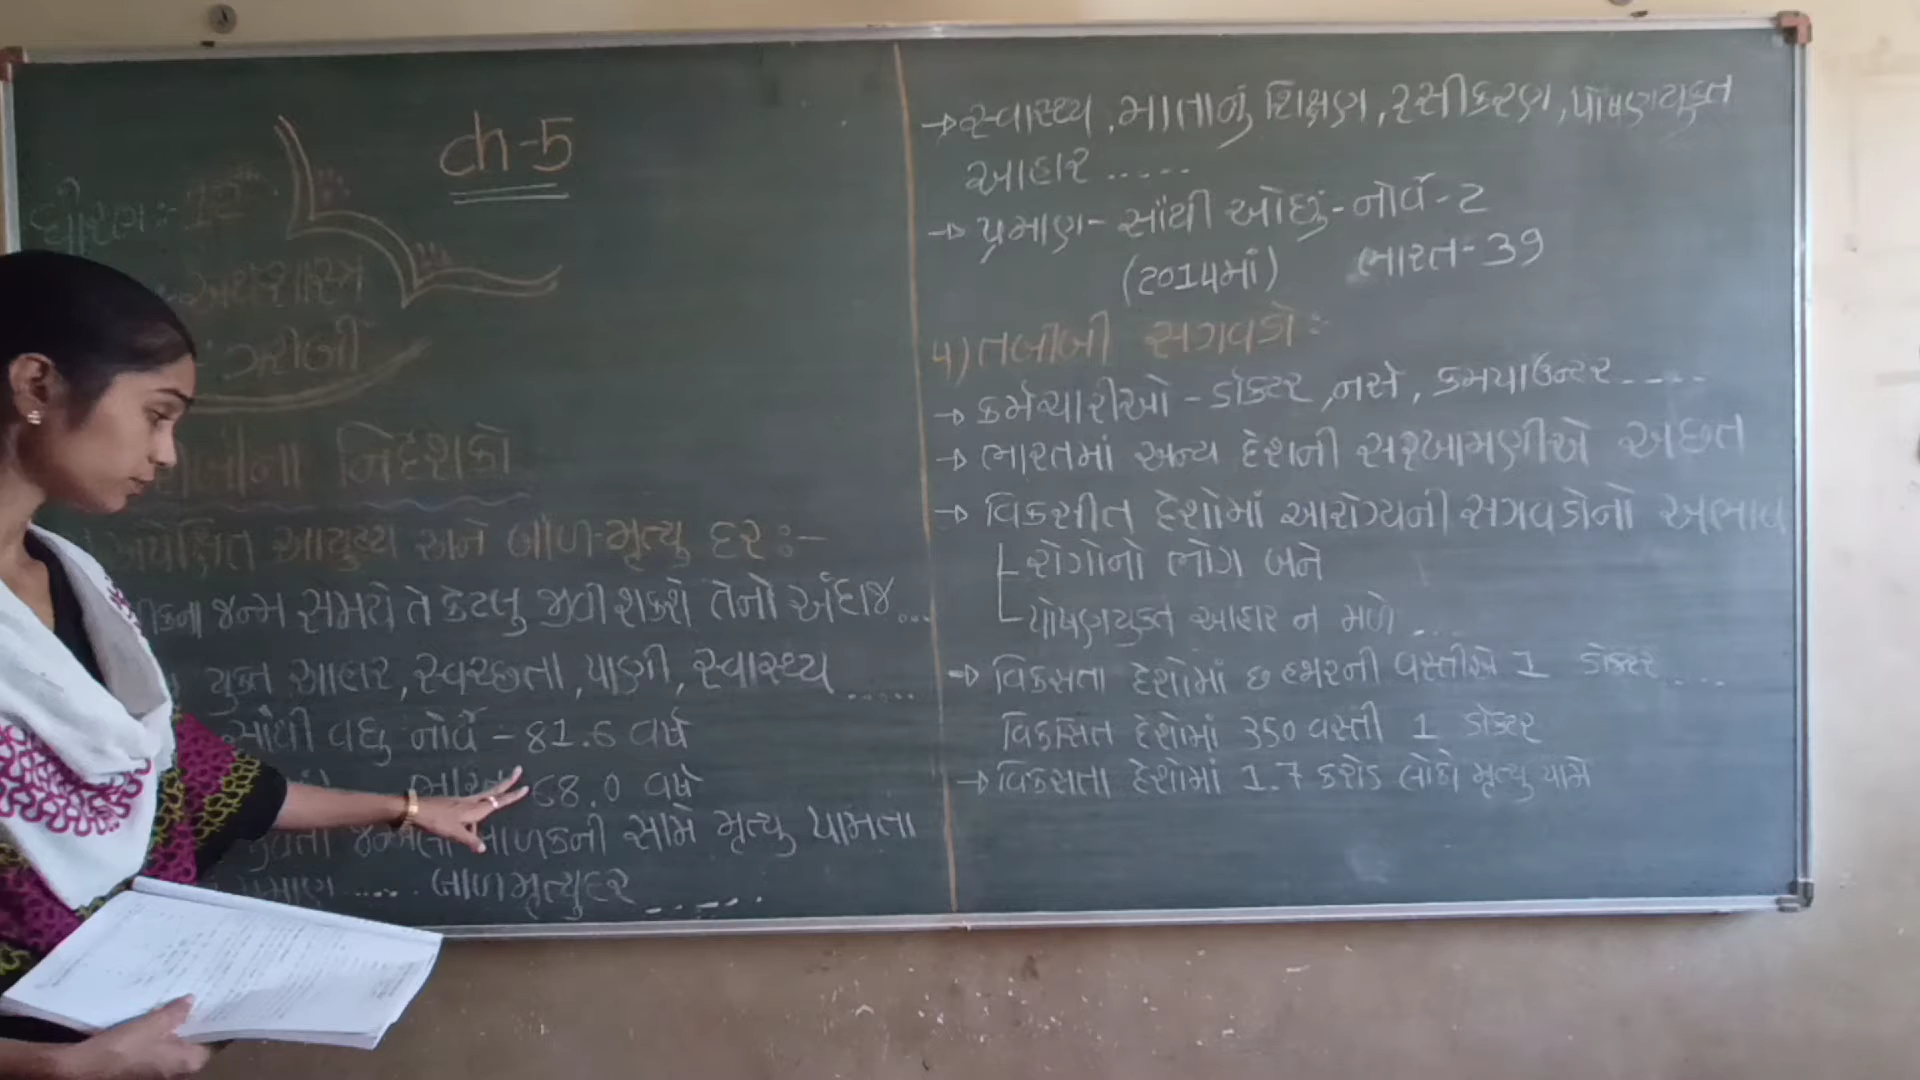 ch-5
ધોરણ:- 12
અર્થશાસ્ત્ર
ગરીબી
નિર્દેશકો
અપેક્ષિત આયુષ્ય અને બાળ-મૃત્યુ દર:-
જન્મ સમયે તે કેટલુ જીવી શકશે તેનો અંદાજ...
યુક્ત આહાર, સ્વચ્છતા, પાણી, સ્વાસ્થ્ય .....
સૌથી વધુ નોર્વે - 81.6 વર્ષ
ભારત 68.0 વર્ષ
બાળકની સામે મૃત્યુ પામતા
પ્રમાણ ..... બાળમૃત્યુદર .....
→ સ્વાસ્થ્ય, માતાનું શિક્ષણ, રસીકરણ, પોષણયુક્ત
આહાર .....
→ પ્રમાણ - સૌથી ઓછું - નોર્વે - 2
(2014માં) ભારત - 39
4) તબીબી સગવડો :-
→ કર્મચારીઓ - ડૉક્ટર, નર્સ, કમ્પાઉન્ટર.....
→ ભારતમાં અન્ય દેશની સરખામણીએ અછત
→ વિકસીત દેશોમાં આરોગ્યની સગવડોનો અભાવ
રોગોનો ભોગ બને
પોષણયુક્ત આહાર ન મળે ...
→ વિકસતા દેશોમાં છ હજારની વસ્તીએ 1 ડોક્ટર ....
વિકસિત દેશોમાં 350 વસ્તી 1 ડોક્ટર
→ વિકસતા દેશોમાં 1.7 કરોડ લોકો મૃત્યુ પામે